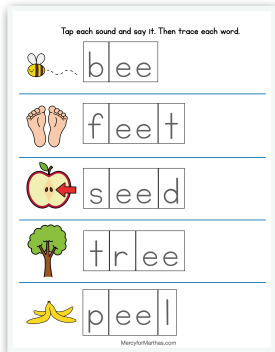 Tap each sound and say it. Then trace each word.
bee
feet
seed
tree
peel
MercyforMarthas.com